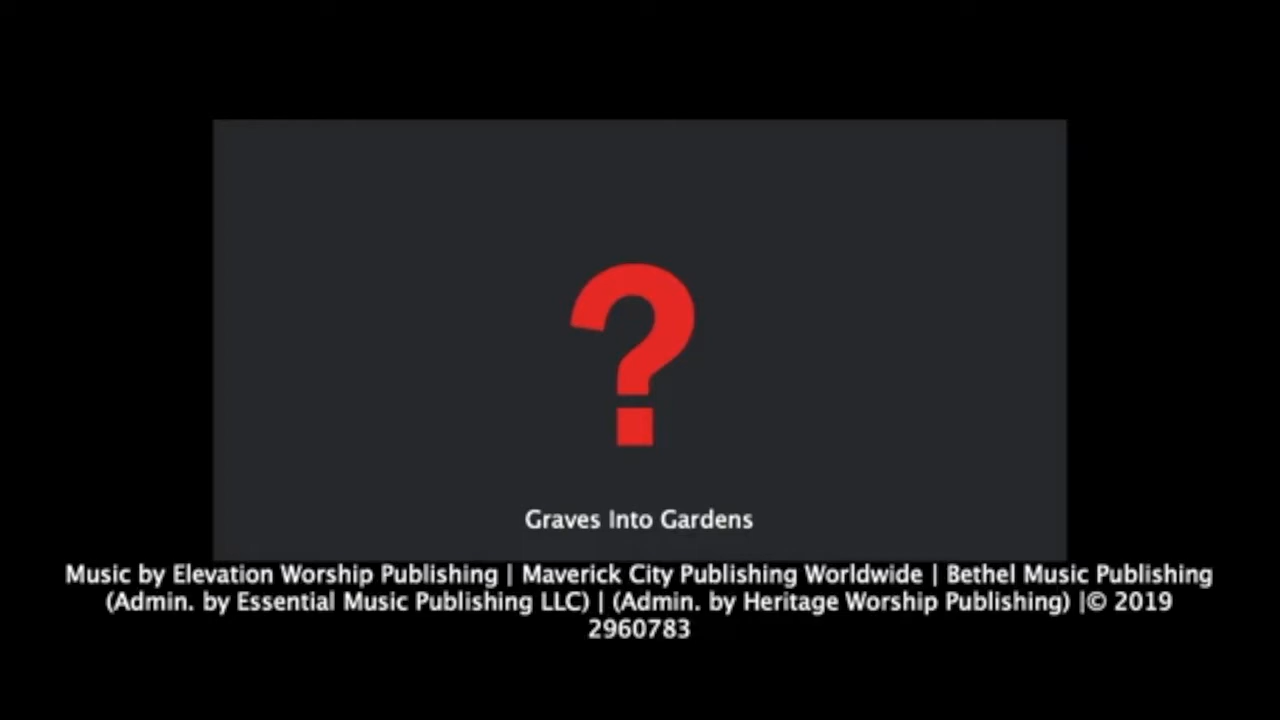 ?
Graves Into Gardens
Music by Elevation Worship Publishing | Maverick City Publishing Worldwide | Bethel Music Publishing
(Admin. by Essential Music Publishing LLC) | (Admin. by Heritage Worship Publishing) |© 2019
2960783